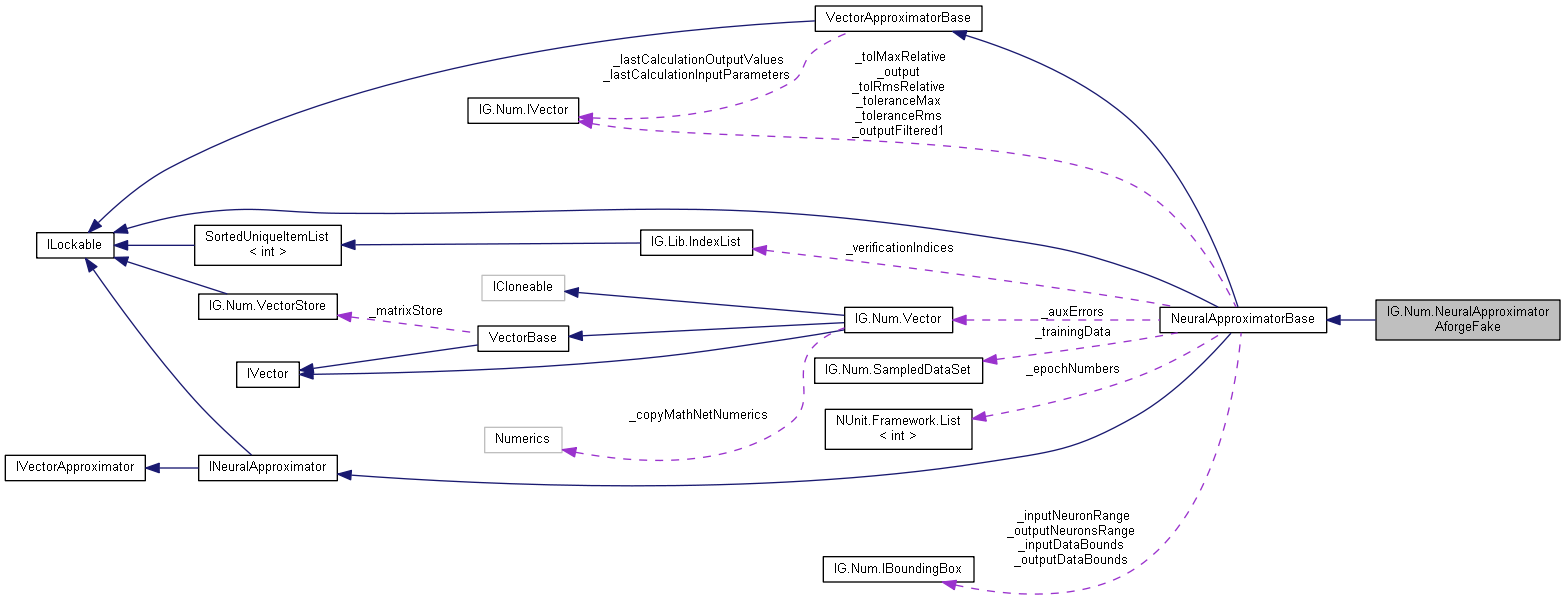 VectorApproximatorBase
_lastCalculationOutputValues
_lastCalculationInputParameters
_tolMaxRelative
_output
_tolRmsRelative
_toleranceMax
_toleranceRms
_outputFiltered1
IG.Num.IVector
ILockable
SortedUniqueItemList
< int >
IG.Lib.IndexList
_verificationIndices
ICloneable
IG.Num.VectorStore
_matrixStore
VectorBase
IG.Num.Vector
_auxErrors
_trainingData
NeuralApproximatorBase
IG.Num.NeuralApproximator
AforgeFake
IVector
IG.Num.SampledDataSet
_epochNumbers
_copyMathNetNumerics
NUnit.Framework.List
< int >
Numerics
IVectorApproximator
INeuralApproximator
_inputNeuronRange
_outputNeuronsRange
_inputDataBounds
_outputDataBounds
IG.Num.IBoundingBox